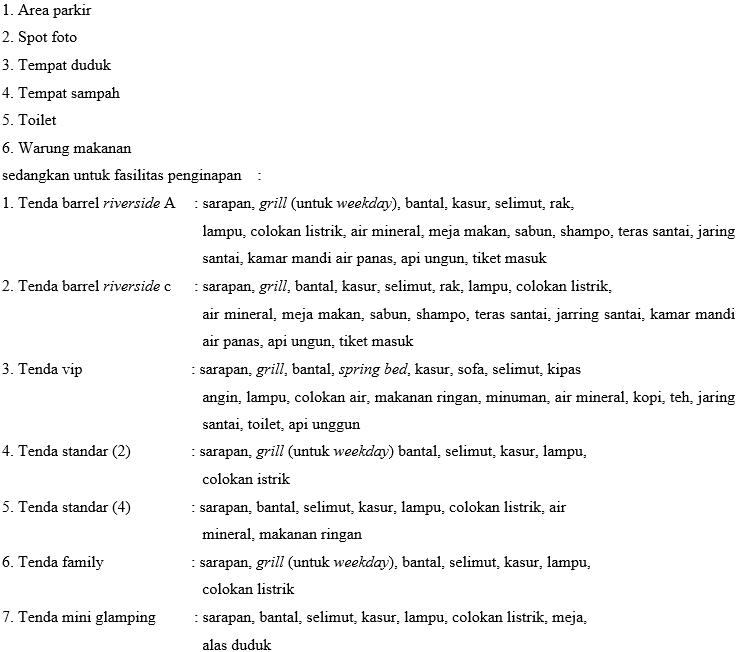 1. Area parkir
2. Spot foto
3. Tempat duduk
4. Tempat sampah
5. Toilet
6. Warung makanan
sedangkan untuk fasilitas penginapan :
1. Tenda barrel riverside A : sarapan, grill (untuk weekday), bantal, kasur, selimut, rak,
lampu, colokan listrik, air mineral, meja makan, sabun, shampo, teras santai, jaring
santai, kamar mandi air panas, api ungun, tiket masuk
2. Tenda barrel riverside c : sarapan, grill, bantal, kasur, selimut, rak, lampu, colokan listrik,
air mineral, meja makan, sabun, shampo, teras santai, jarring santai, kamar mandi
air panas, api ungun, tiket masuk
3. Tenda vip : sarapan, grill, bantal, spring bed, kasur, sofa, selimut, kipas
angin, lampu, colokan air, makanan ringan, minuman, air mineral, kopi, teh, jaring
santai, toilet, api unggun
4. Tenda standar (2) : sarapan, grill (untuk weekday) bantal, selimut, kasur, lampu,
colokan istrik
5. Tenda standar (4) : sarapan, bantal, selimut, kasur, lampu, colokan listrik, air
mineral, makanan ringan
6. Tenda family : sarapan, grill (untuk weekday), bantal, selimut, kasur, lampu,
colokan listrik
7. Tenda mini glamping : sarapan, bantal, selimut, kasur, lampu, colokan listrik, meja,
alas duduk